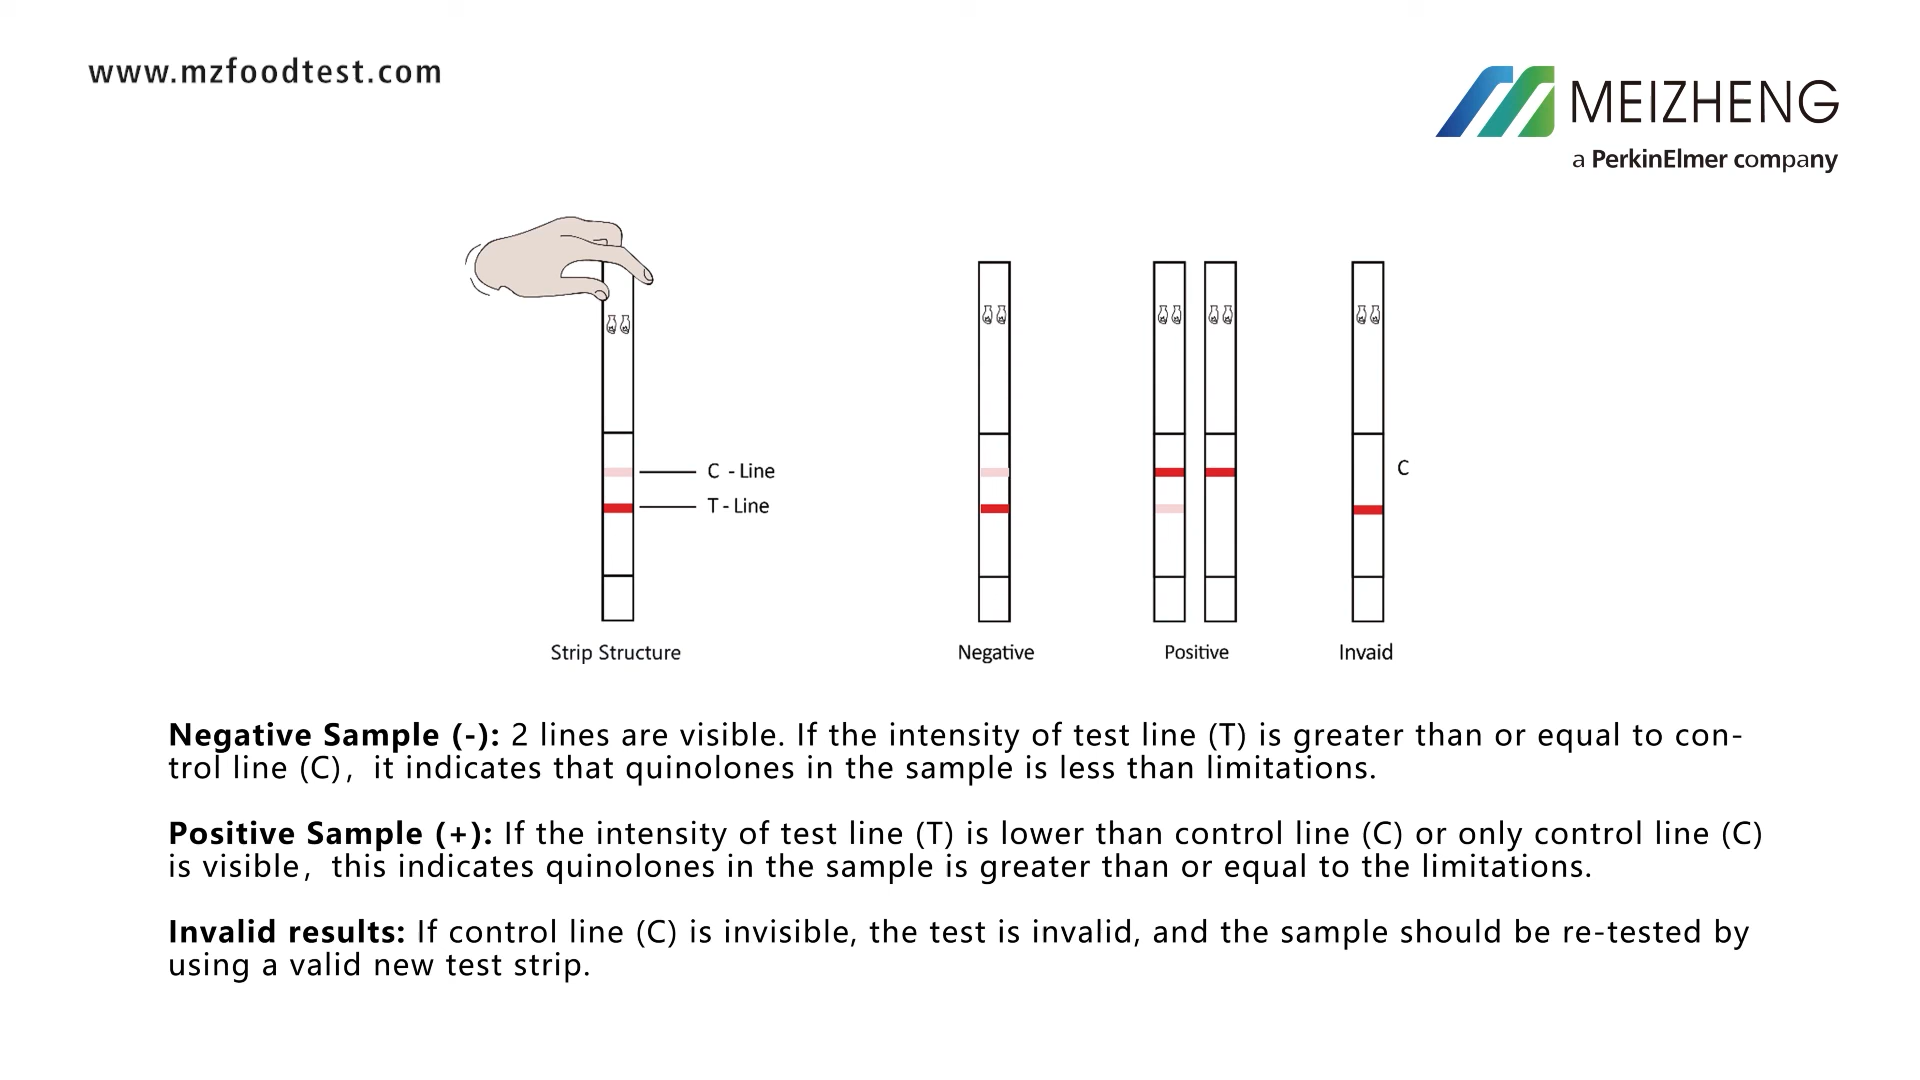 www.mzfoodtest.com
MEIZHENG
a PerkinElmer company
C - Line
T - Line
C
Strip Structure
Negative
Positive
Invaid
Negative Sample (-): 2 lines are visible. If the intensity of test line (T) is greater than or equal to con-
trol line (C), it indicates that quinolones in the sample is less than limitations.
Positive Sample (+): If the intensity of test line (T) is lower than control line (C) or only control line (C)
is visible, this indicates quinolones in the sample is greater than or equal to the limitations.
Invalid results: If control line (C) is invisible, the test is invalid, and the sample should be re-tested by
using a valid new test strip.